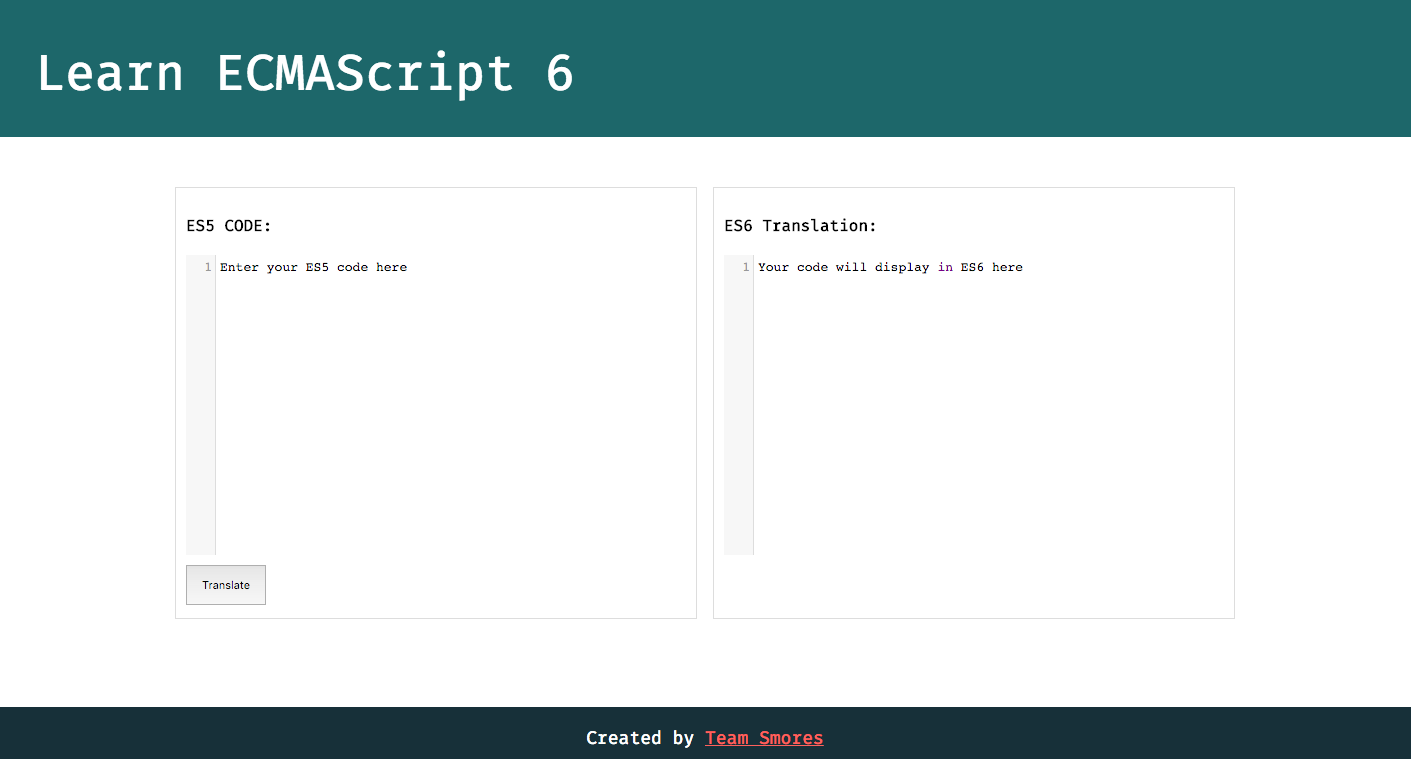 Learn ECMAScript 6
ES5 CODE:
1 Enter your ES5 code here
Translate
ES6 Translation:
1 Your code will display in ES6 here
Created by Team Smores